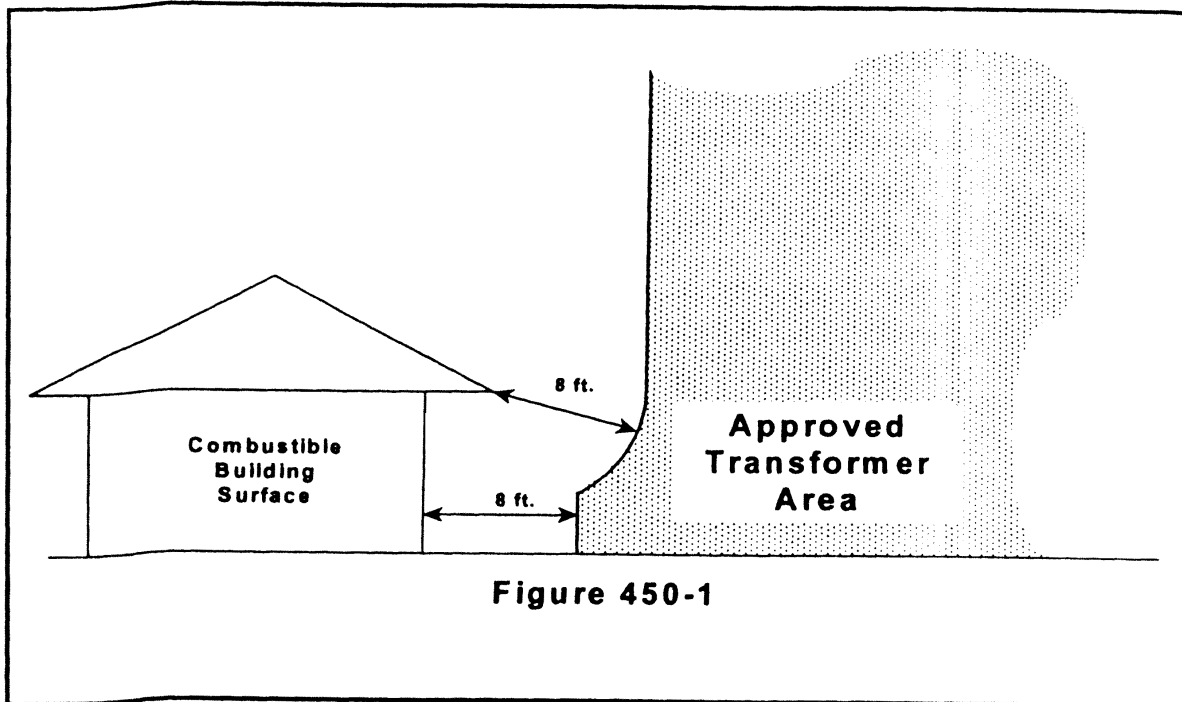 8 ft.
Combustible
Building
Surface
8 ft.
Approved
Transformer
Area
Figure 450-1